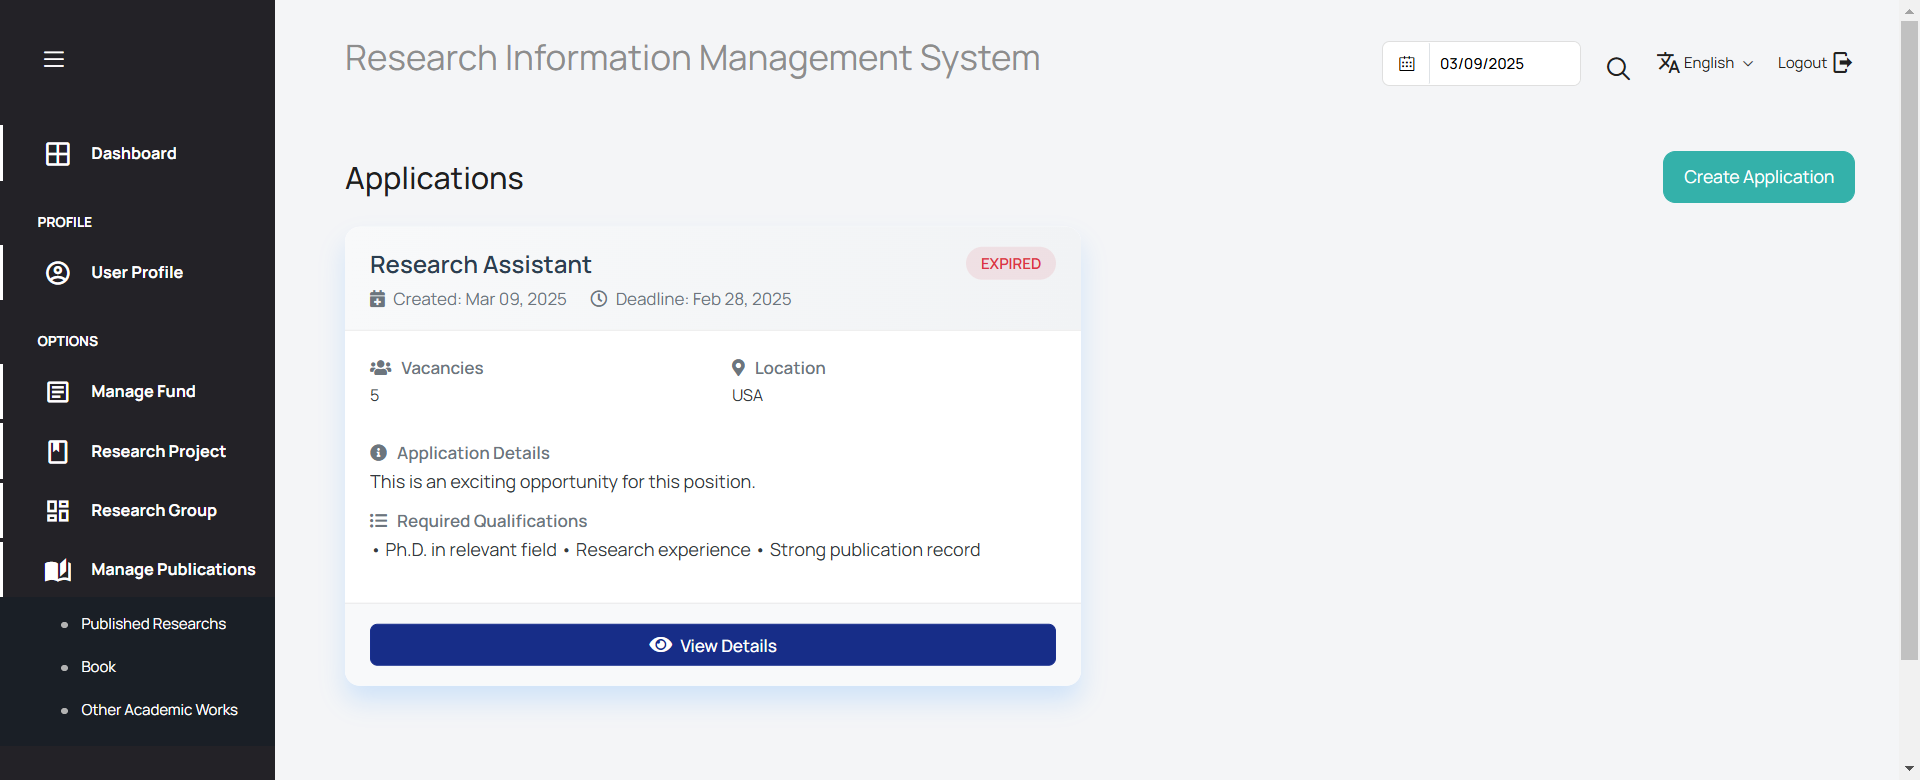 Research Information Management System
03/09/2025
English
Logout
Dashboard
PROFILE
User Profile
OPTIONS
Manage Fund
Research Project
Research Group
Manage Publications
Published Researchs
Book
Other Academic Works
Applications
Create Application
Research Assistant
EXPIRED
Created: Mar 09, 2025 Deadline: Feb 28, 2025
Vacancies
5
Location
USA
Application Details
This is an exciting opportunity for this position.
Required Qualifications
• Ph.D. in relevant field • Research experience • Strong publication record
View Details